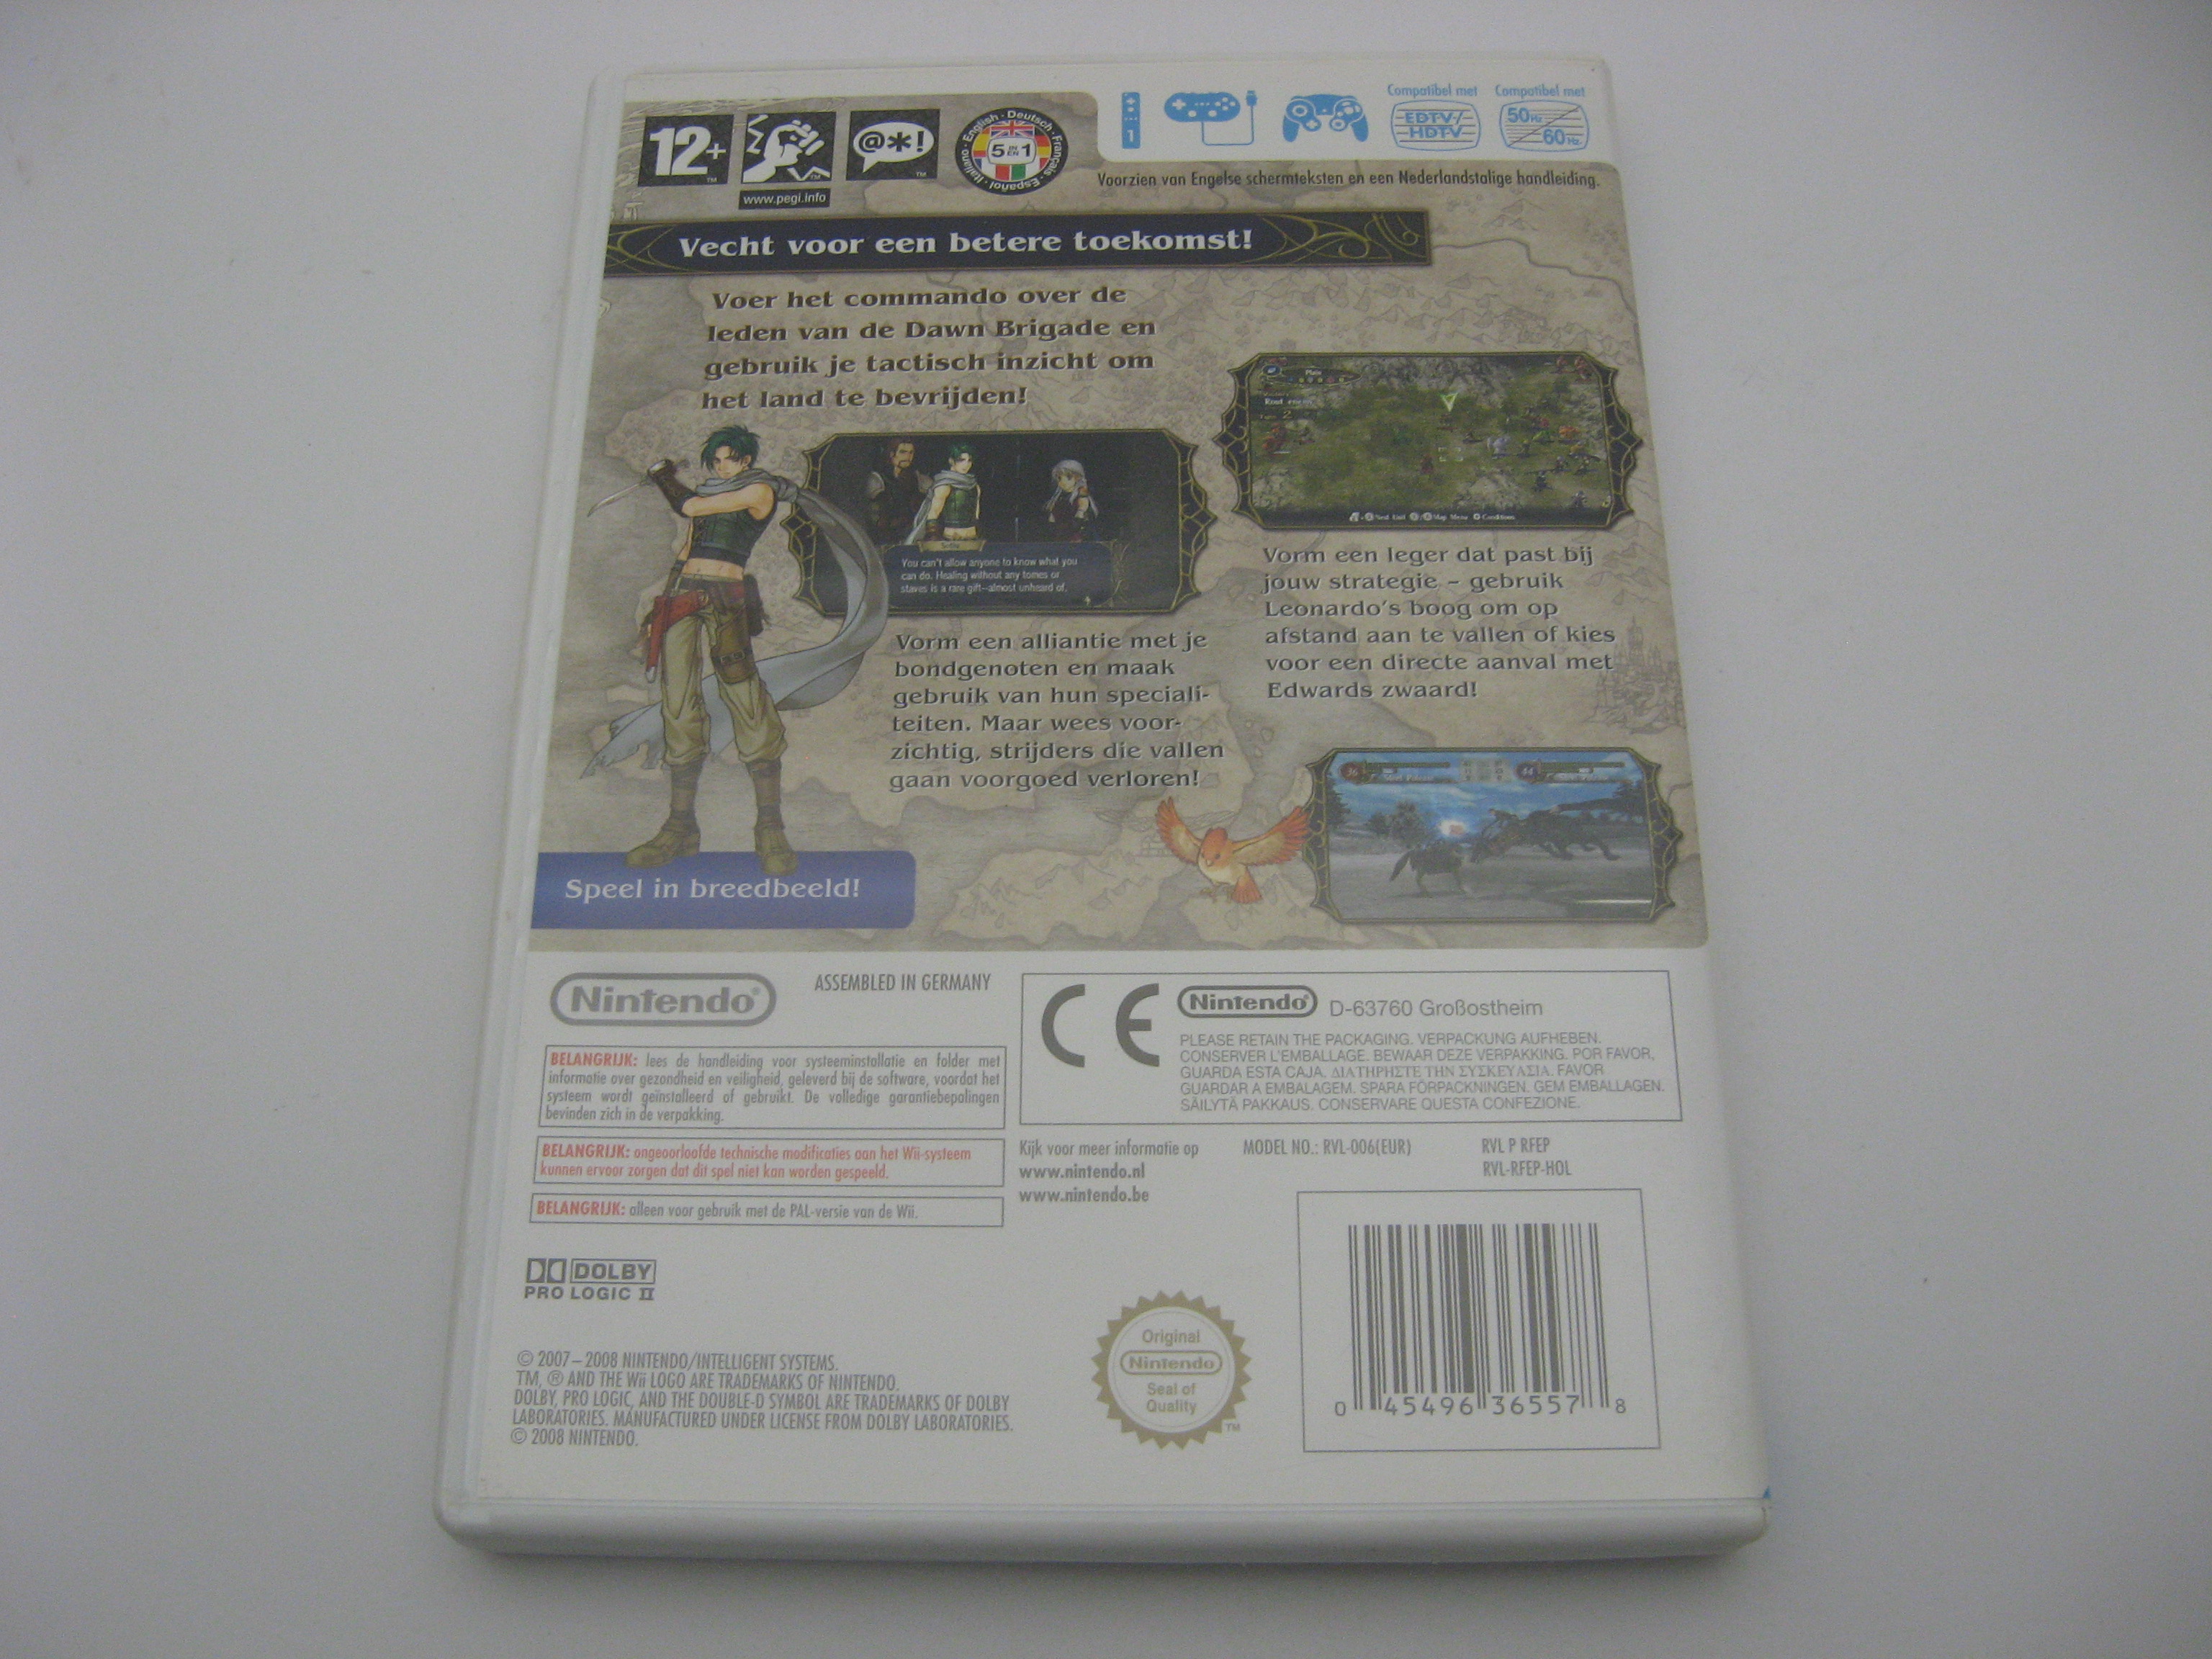 12+
www.pegi.info
@*!
English · Deutsch · Français · Español · Italiano
5 IN EN 1
1
Compatibel met
EDTV/
HDTV
Compatibel met
50Hz
60Hz
Voorzien van Engelse schermteksten en een Nederlandstalige handleiding.
Vecht voor een betere toekomst!
Voer het commando over de
leden van de Dawn Brigade en
gebruik je tactisch inzicht om
het land te bevrijden!
Plain
Rout enemy
2
Vorm een leger dat past bij
jouw strategie – gebruik
Leonardo's boog om op
afstand aan te vallen of kies
voor een directe aanval met
Edwards zwaard!
Sothe
You can't allow anyone to know what you
can do. Healing without any tomes or
staves is a rare gift--almost unheard of.
Vorm een alliantie met je
bondgenoten en maak
gebruik van hun speciali-
teiten. Maar wees voor-
zichtig, strijders die vallen
gaan voorgoed verloren!
36
44
Speel in breedbeeld!
Nintendo®
ASSEMBLED IN GERMANY
BELANGRIJK: lees de handleiding voor systeeminstallatie en folder met
informatie over gezondheid en veiligheid, geleverd bij de software, voordat het
systeem wordt geïnstalleerd of gebruikt. De volledige garantiebepalingen
bevinden zich in de verpakking.
BELANGRIJK: ongeoorloofde technische modificaties aan het Wii-systeem
kunnen ervoor zorgen dat dit spel niet kan worden gespeeld.
BELANGRIJK: alleen voor gebruik met de PAL-versie van de Wii.
CE
Nintendo® D-63760 Großostheim
PLEASE RETAIN THE PACKAGING. VERPACKUNG AUFHEBEN.
CONSERVER L'EMBALLAGE. BEWAAR DEZE VERPAKKING. POR FAVOR,
GUARDA ESTA CAJA. ΔΙΑΤΗΡΗΣΤΕ ΤΗΝ ΣΥΣΚΕΥΑΣΙΑ. FAVOR
GUARDAR A EMBALAGEM. SPARA FÖRPACKNINGEN. GEM EMBALLAGEN.
SÄILYTÄ PAKKAUS. CONSERVARE QUESTA CONFEZIONE.
Kijk voor meer informatie op
www.nintendo.nl
www.nintendo.be
MODEL NO.: RVL-006(EUR)
RVL P RFEP
RVL-RFEP-HOL
DOLBY
PRO LOGIC II
© 2007–2008 NINTENDO/INTELLIGENT SYSTEMS.
TM, ® AND THE Wii LOGO ARE TRADEMARKS OF NINTENDO.
DOLBY, PRO LOGIC, AND THE DOUBLE-D SYMBOL ARE TRADEMARKS OF DOLBY
LABORATORIES. MANUFACTURED UNDER LICENSE FROM DOLBY LABORATORIES.
© 2008 NINTENDO.
Original
Nintendo
Seal of
Quality
TM
0 45496 36557 8